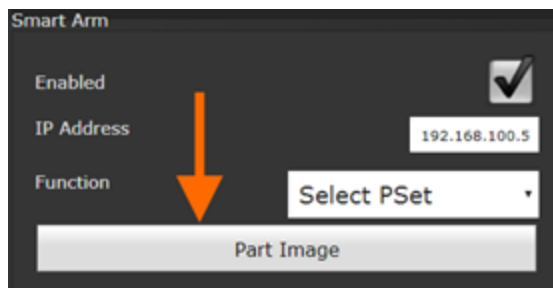 Smart Arm
Enabled
IP Address
192.168.100.5
Function
Select PSet
Part Image